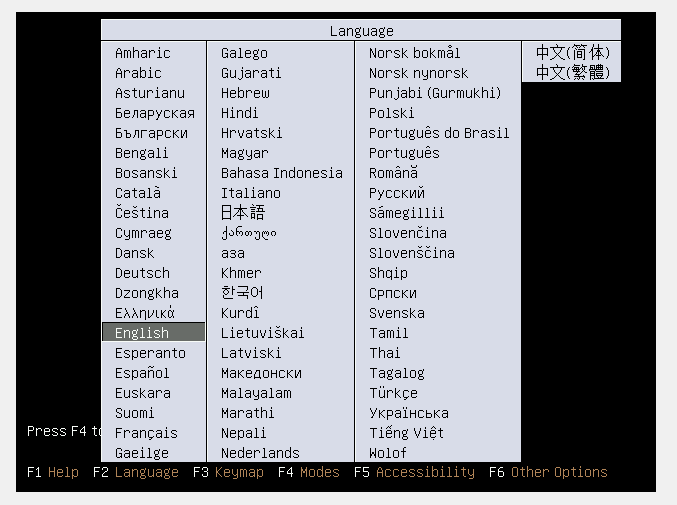 Language
Amharic
Arabic
Asturianu
Беларуская
Български
Bengali
Bosanski
Català
Čeština
Cymraeg
Dansk
Deutsch
Dzongkha
Ελληνικά
English
Esperanto
Español
Euskara
Suomi
Français
Gaeilge
Galego
Gujarati
Hebrew
Hindi
Hrvatski
Magyar
Bahasa Indonesia
Italiano
日本語
ქართული
аза
Khmer
한국어
Kurdî
Lietuviškai
Latviski
Македонски
Malayalam
Marathi
Nepali
Nederlands
Norsk bokmål
Norsk nynorsk
Punjabi (Gurmukhi)
Polski
Português do Brasil
Português
Română
Русский
Sámegillii
Slovenčina
Slovenščina
Shqip
Српски
Svenska
Tamil
Thai
Tagalog
Türkçe
Українська
Tiếng Việt
Wolof
中文(简体)
中文(繁體)
Press F4 to
F1 Help F2 Language F3 Keymap F4 Modes F5 Accessibility F6 Other Options